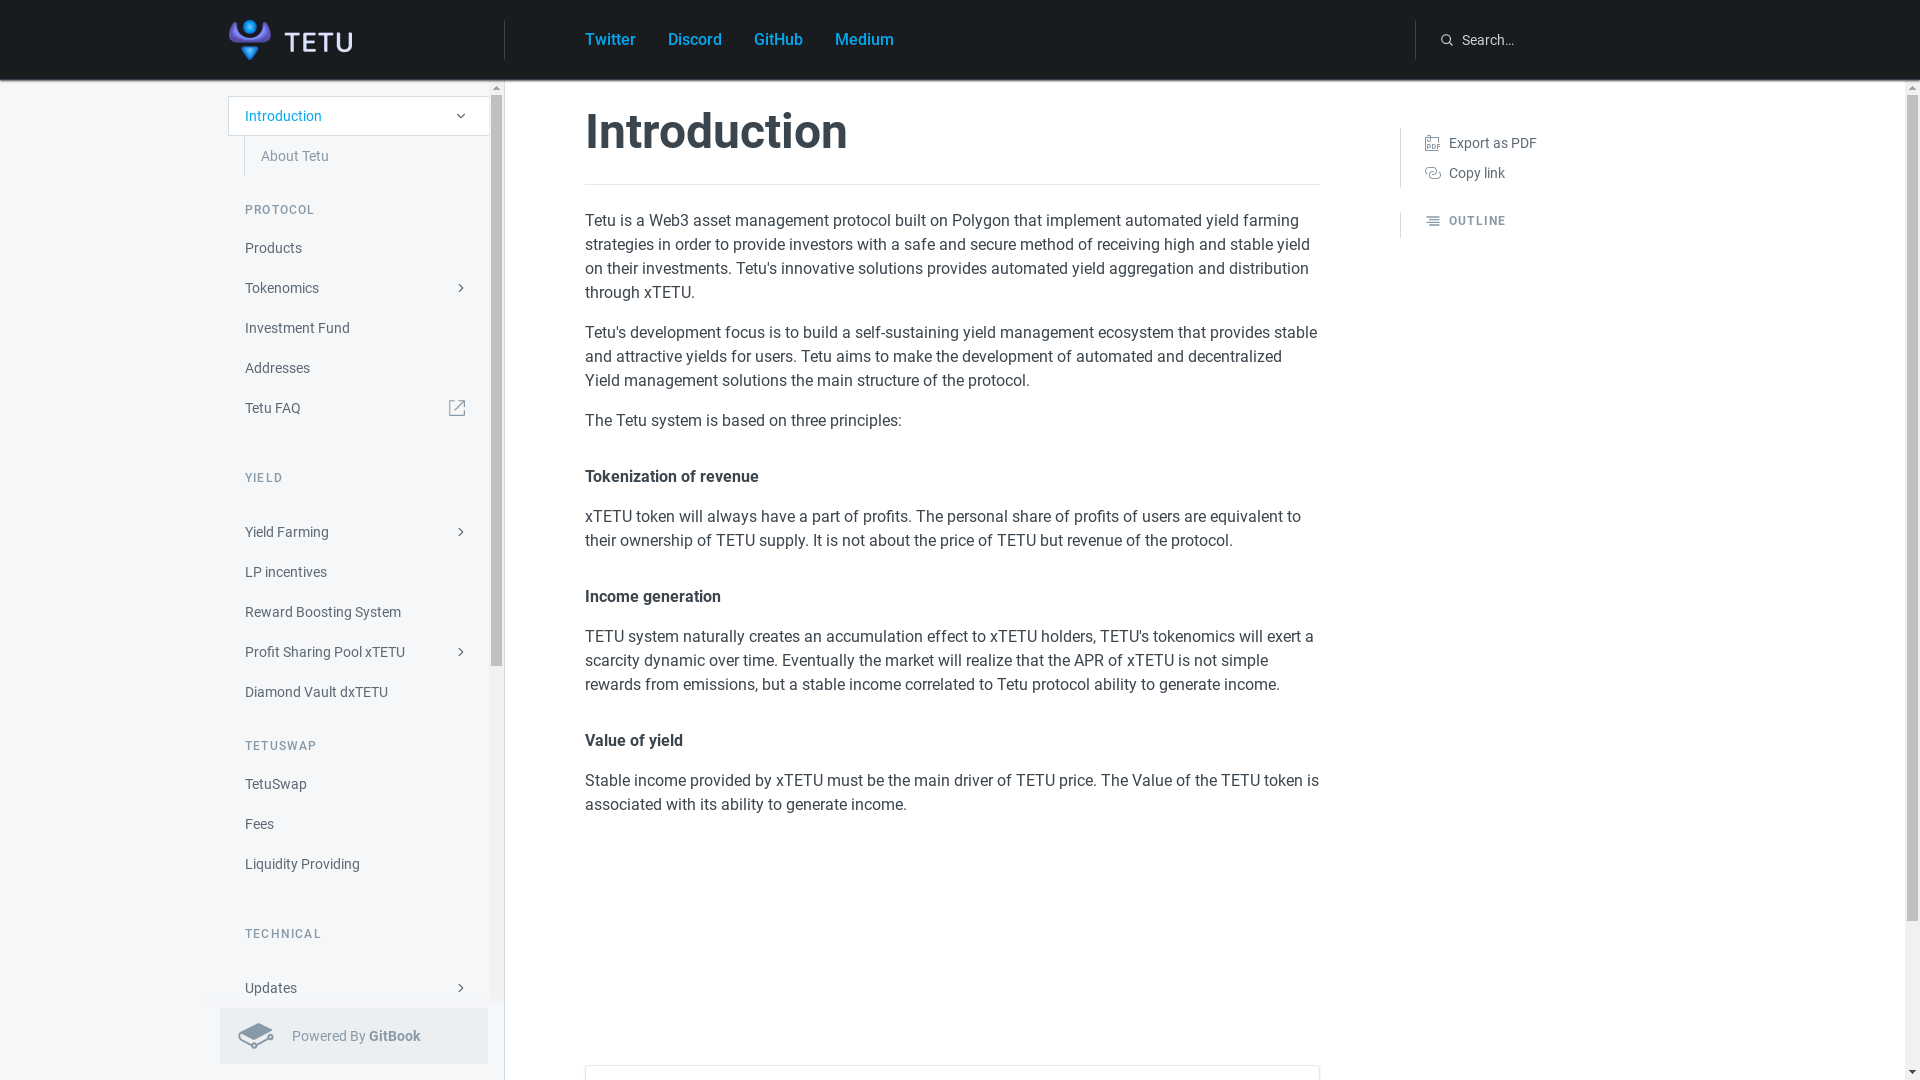 TETU
Twitter
Discord
GitHub
Medium
Search…
Introduction
About Tetu
PROTOCOL
Products
Tokenomics
Investment Fund
Addresses
Tetu FAQ
YIELD
Yield Farming
LP incentives
Reward Boosting System
Profit Sharing Pool xTETU
Diamond Vault dxTETU
TETUSWAP
TetuSwap
Fees
Liquidity Providing
TECHNICAL
Updates
Powered By GitBook
Introduction
Tetu is a Web3 asset management protocol built on Polygon that implement automated yield farming
strategies in order to provide investors with a safe and secure method of receiving high and stable yield
on their investments. Tetu's innovative solutions provides automated yield aggregation and distribution
through xTETU.
Tetu's development focus is to build a self-sustaining yield management ecosystem that provides stable
and attractive yields for users. Tetu aims to make the development of automated and decentralized
Yield management solutions the main structure of the protocol.
The Tetu system is based on three principles:
Tokenization of revenue
xTETU token will always have a part of profits. The personal share of profits of users are equivalent to
their ownership of TETU supply. It is not about the price of TETU but revenue of the protocol.
Income generation
TETU system naturally creates an accumulation effect to xTETU holders, TETU's tokenomics will exert a
scarcity dynamic over time. Eventually the market will realize that the APR of xTETU is not simple
rewards from emissions, but a stable income correlated to Tetu protocol ability to generate income.
Value of yield
Stable income provided by xTETU must be the main driver of TETU price. The Value of the TETU token is
associated with its ability to generate income.
Export as PDF
Copy link
OUTLINE